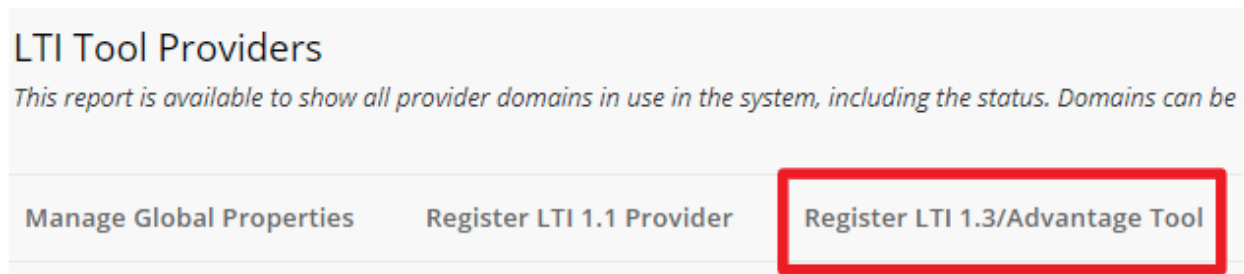 LTI Tool Providers
This report is available to show all provider domains in use in the system, including the status. Domains can be
Manage Global Properties Register LTI 1.1 Provider Register LTI 1.3/Advantage Tool